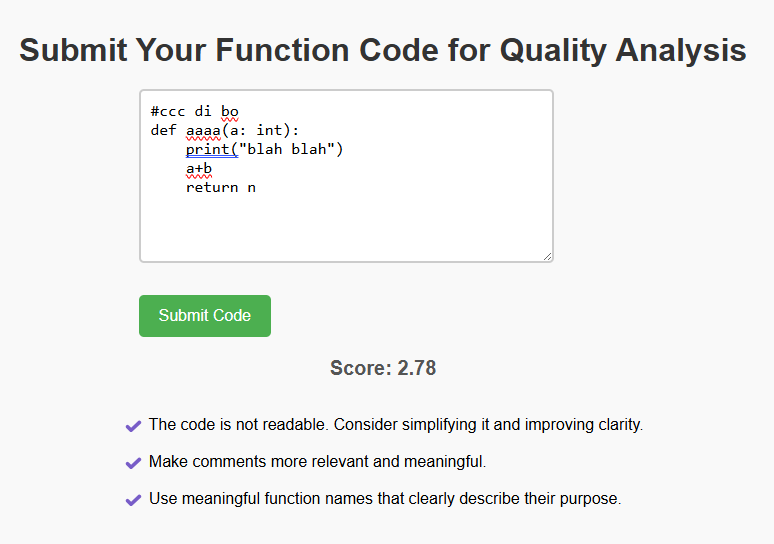 Submit Your Function Code for Quality Analysis
#ccc di bo
def aaaa(a: int):
    print("blah blah")
    a+b
    return n
Submit Code
Score: 2.78
The code is not readable. Consider simplifying it and improving clarity.
Make comments more relevant and meaningful.
Use meaningful function names that clearly describe their purpose.